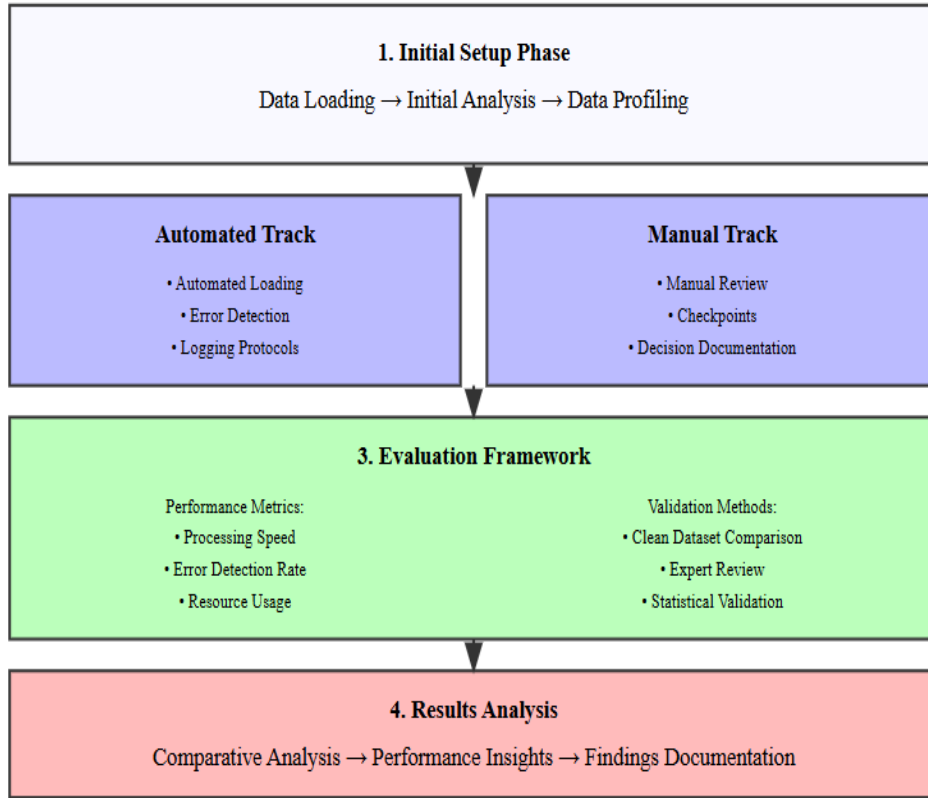 1. Initial Setup Phase
Data Loading → Initial Analysis → Data Profiling
Automated Track
• Automated Loading
• Error Detection
• Logging Protocols
Manual Track
• Manual Review
• Checkpoints
• Decision Documentation
3. Evaluation Framework
Performance Metrics:
• Processing Speed
• Error Detection Rate
• Resource Usage
Validation Methods:
• Clean Dataset Comparison
• Expert Review
• Statistical Validation
4. Results Analysis
Comparative Analysis → Performance Insights → Findings Documentation